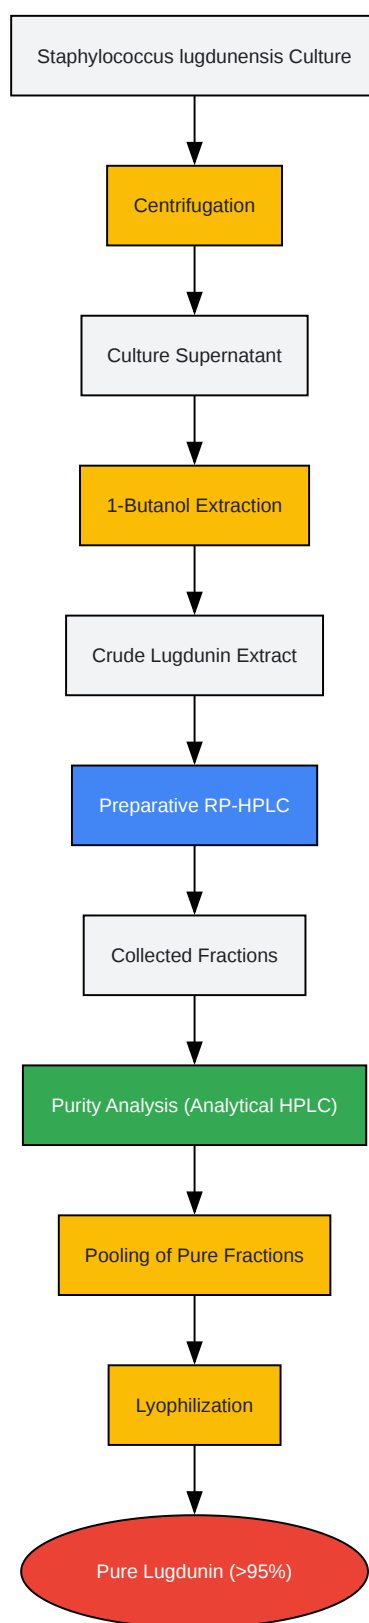 Staphylococcus lugdunensis Culture
Centrifugation
Culture Supernatant
1-Butanol Extraction
Crude Lugdunin Extract
Preparative RP-HPLC
Collected Fractions
Purity Analysis (Analytical HPLC)
Pooling of Pure Fractions
Lyophilization
Pure Lugdunin (>95%)